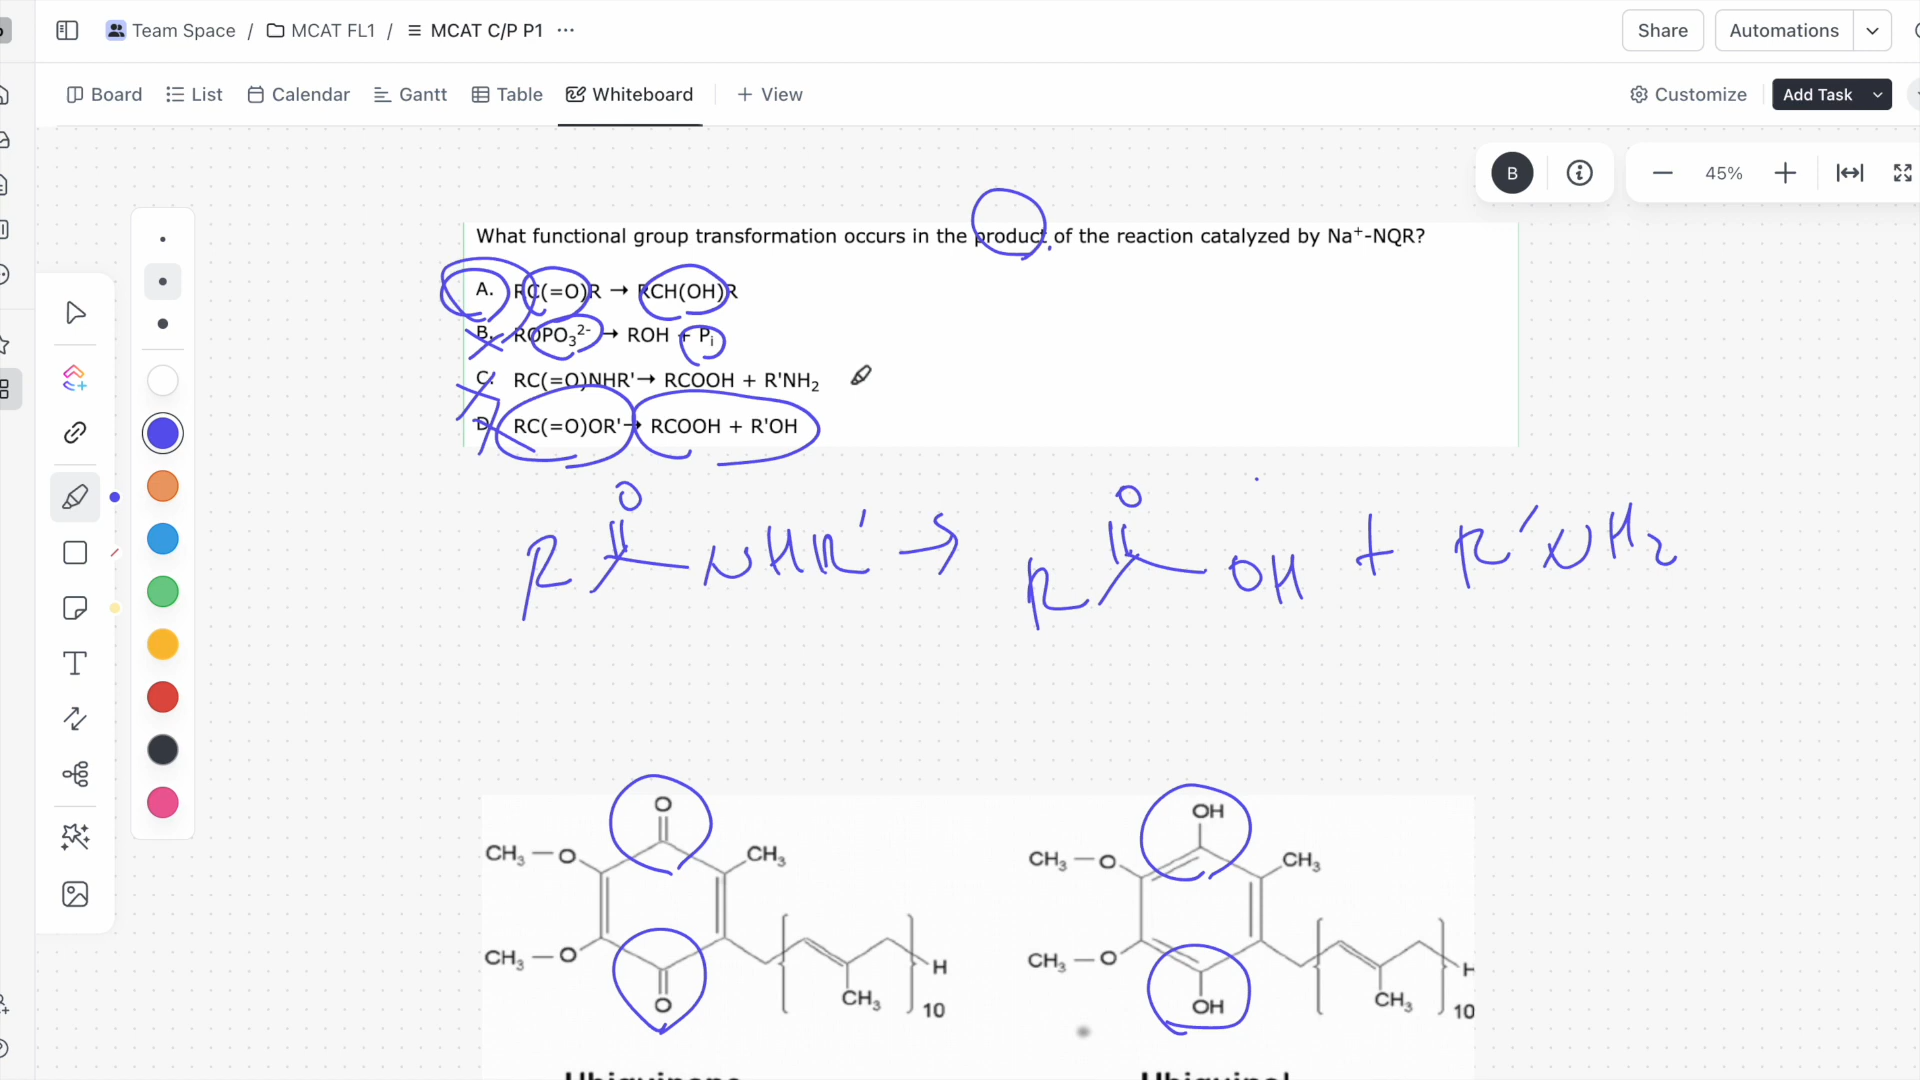 Team Space / MCAT FL1 / MCAT C/P P1 ...
Share
Automations
Board
List
Calendar
Gantt
Table
Whiteboard
+ View
Customize
Add Task
B
45%
What functional group transformation occurs in the product of the reaction catalyzed by Na⁺-NQR?
A. RC(=O)R → RCH(OH)R
B. ROPO₃²⁻ → ROH + Pᵢ
C. RC(=O)NHR'→ RCOOH + R'NH₂
D. RC(=O)OR'→ RCOOH + R'OH
O
R NHR' →
O
R OH + R'NH₂
O
CH₃ — O
CH₃
CH₃ — O
O
CH₃
H
10
OH
CH₃ — O
CH₃
CH₃ — O
OH
CH₃
H
10